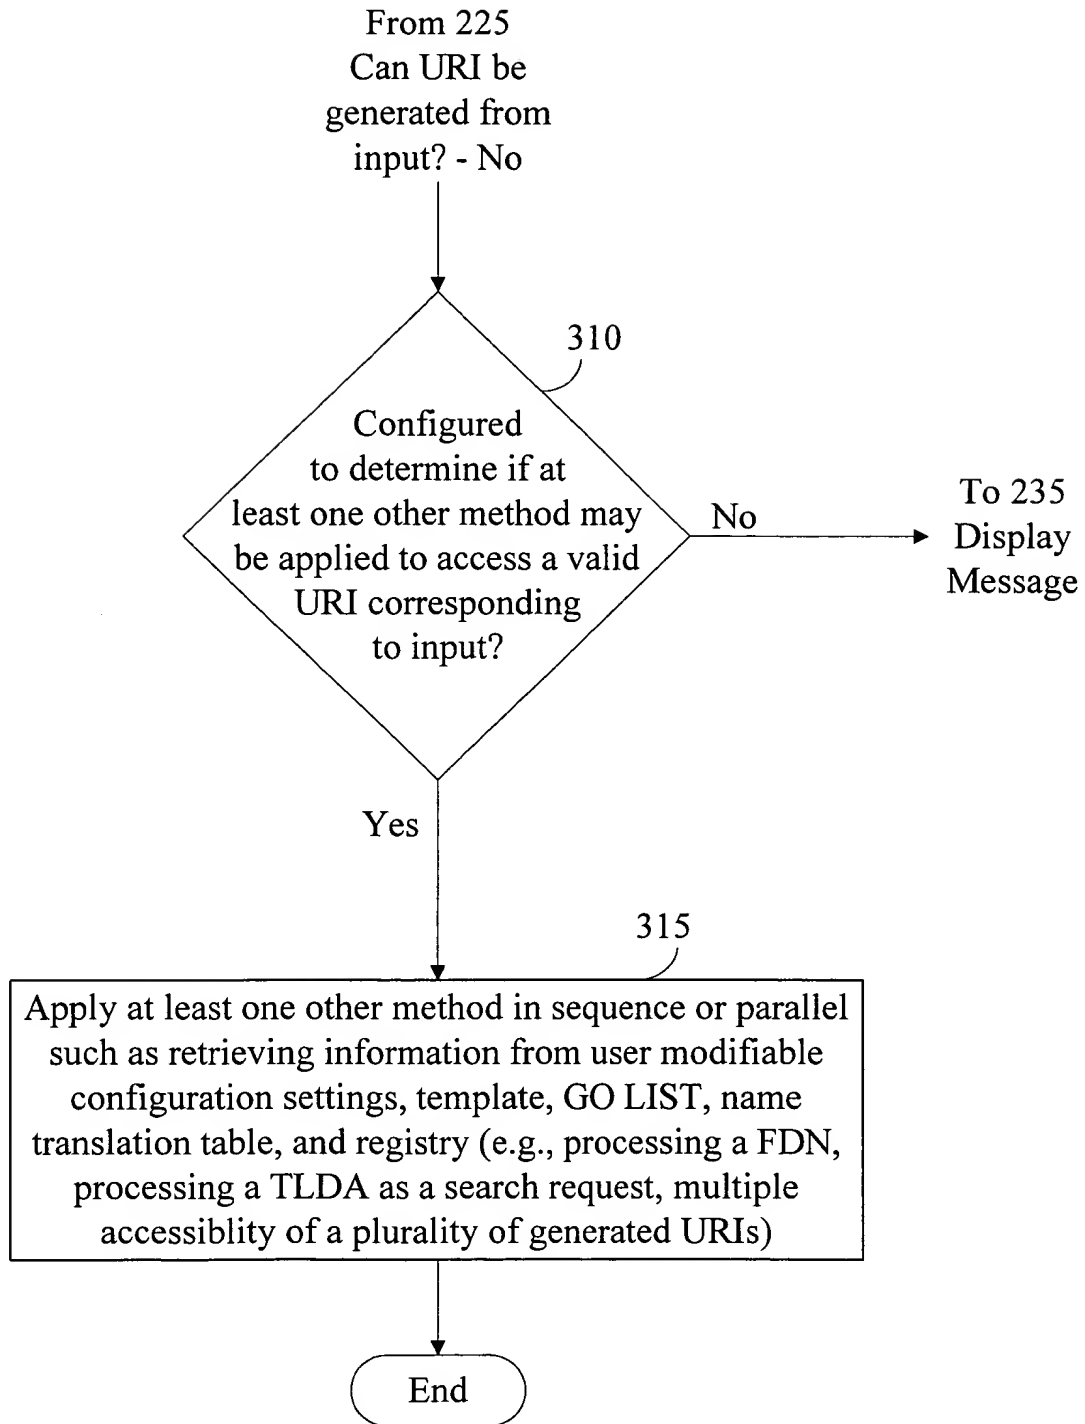 From 225
Can URI be
generated from
input? - No
310
Configured
to determine if at
least one other method may
be applied to access a valid
URI corresponding
to input?
No
To 235
Display
Message
Yes
315
Apply at least one other method in sequence or parallel
such as retrieving information from user modifiable
configuration settings, template, GO LIST, name
translation table, and registry (e.g., processing a FDN,
processing a TLDA as a search request, multiple
accessiblity of a plurality of generated URIs)
End